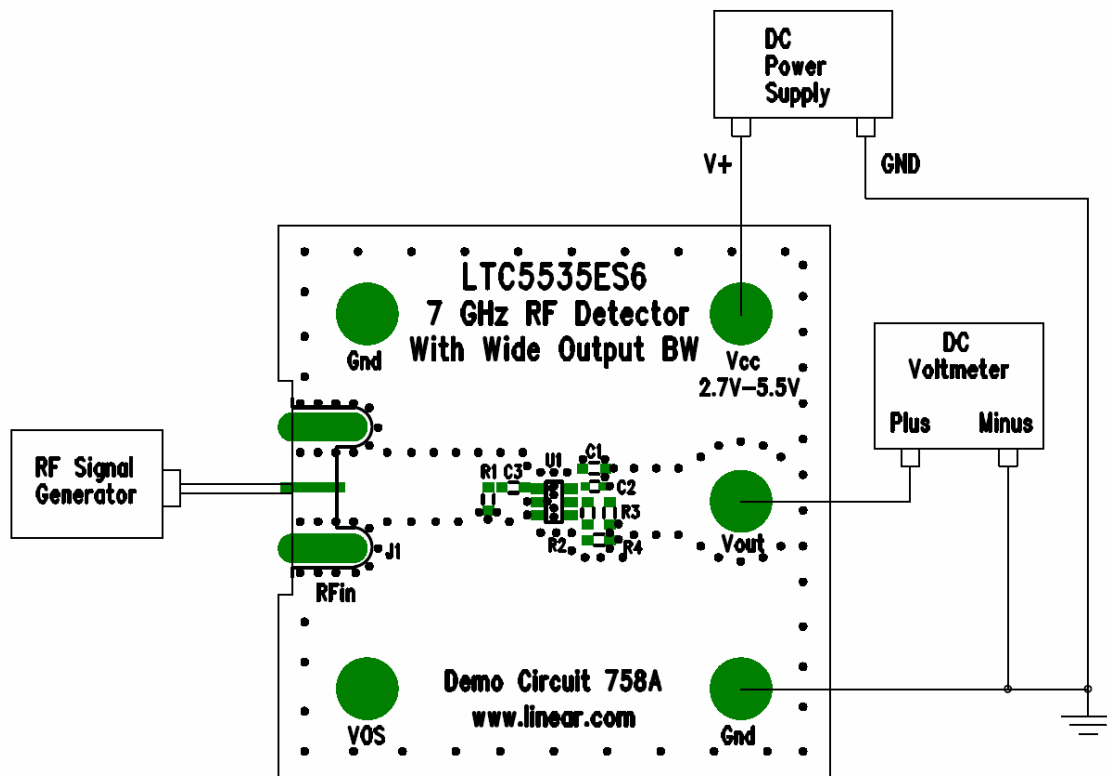 DC
Power
Supply
V+
GND
LTC5535ES6
7 GHz RF Detector
With Wide Output BW
Gnd
Vcc
2.7V-5.5V
DC
Voltmeter
Plus Minus
RF Signal
Generator
R1 C3 U1 C1
C2
R3
R2 R4
J1
RFin
Vout
Demo Circuit 758A
www.linear.com
VOS
Gnd